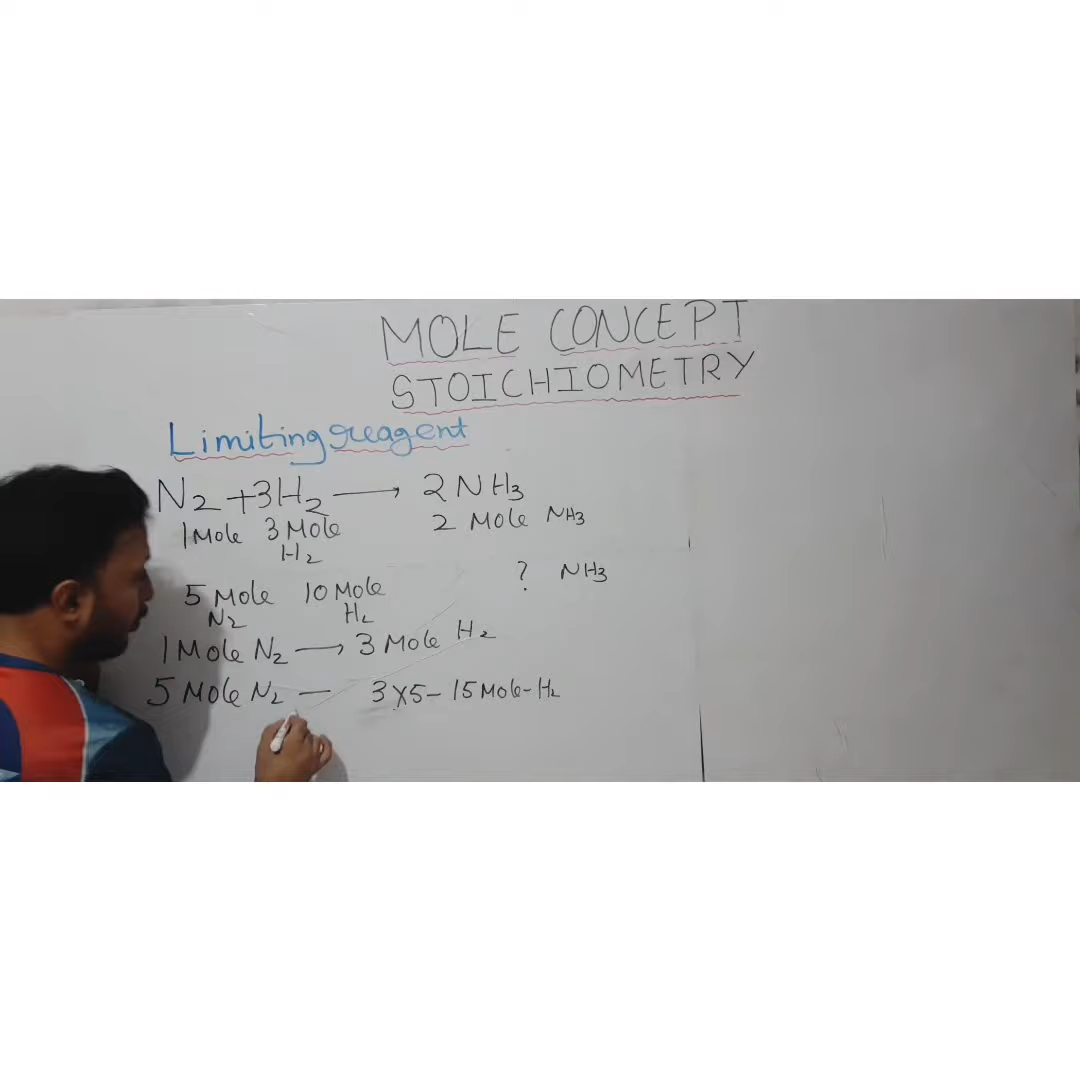 MOLE CONCEPT
STOICHIOMETRY
Limiting reagent
N2 + 3H2 ⟶ 2NH3
1 Mole 3 Mole 2 Mole NH3
H2
? NH3
5 Mole 10 Mole
N2 H2
1 Mole N2 ⟶ 3 Mole H2
5 Mole N2 — 3X5 - 15 Mole-H2